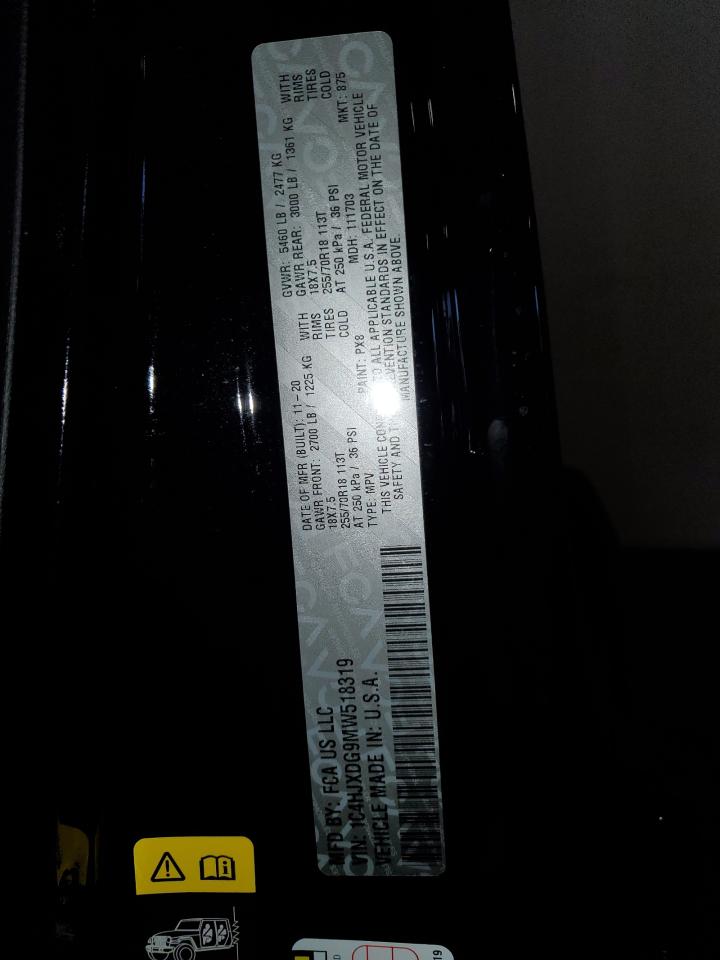 MFD BY: FCA US LLC
VIN: 1C4HJXDG9MW518319
VEHICLE MADE IN: U.S.A.
DATE OF MFR (BUILT): 11-20 GVWR: 5460 LB / 2477 KG
GAWR FRONT: 2700 LB / 1225 KG WITH GAWR REAR: 3000 LB / 1361 KG WITH
18X7.5 RIMS 18X7.5 RIMS
255/70R18 113T TIRES 255/70R18 113T TIRES
AT 250 kPa / 36 PSI COLD AT 250 kPa / 36 PSI COLD
TYPE: MPV PAINT: PX8 MDH: 111703 MKT: 875
THIS VEHICLE TO ALL APPLICABLE U.S.A. FEDERAL MOTOR VEHICLE
SAFETY AND STANDARDS IN EFFECT ON THE DATE OF
MANUFACTURE SHOWN ABOVE.